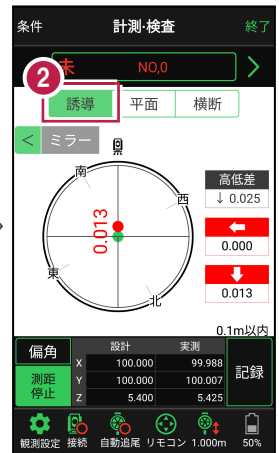 条件 計測・検査 終了
2
未 NO,0
誘導 平面 横断
< ミラー
南
西
東
北
0.013
高低差
↓ 0.025
0.000
0.013
0.1m以内
偏角
測距
停止
設計 実測
X 100.000 99.988
Y 100.000 100.007
Z 5.400 5.425
記録
観測設定 接続 自動追尾 リモコン 1.000m 満